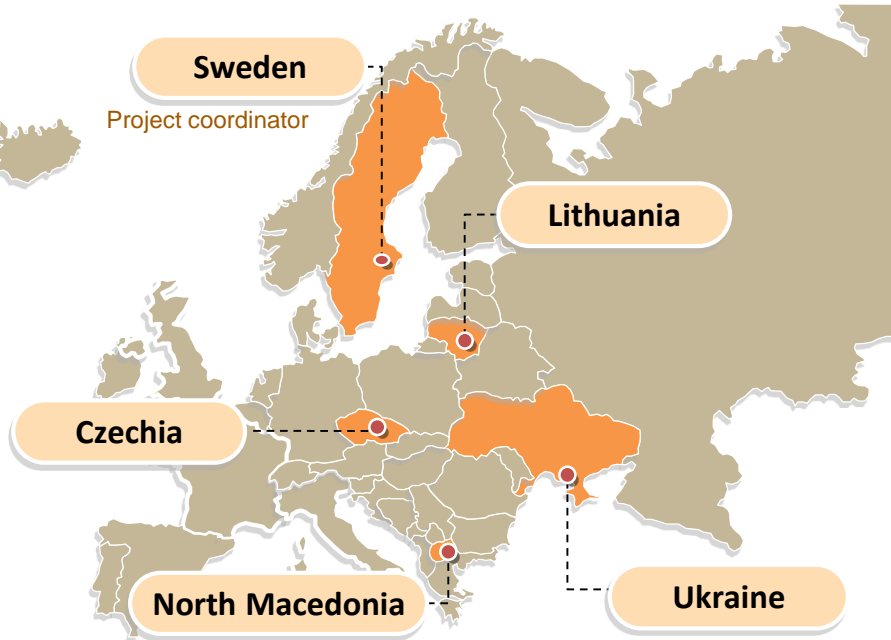 Sweden
Project coordinator
Lithuania
Czechia
North Macedonia
Ukraine